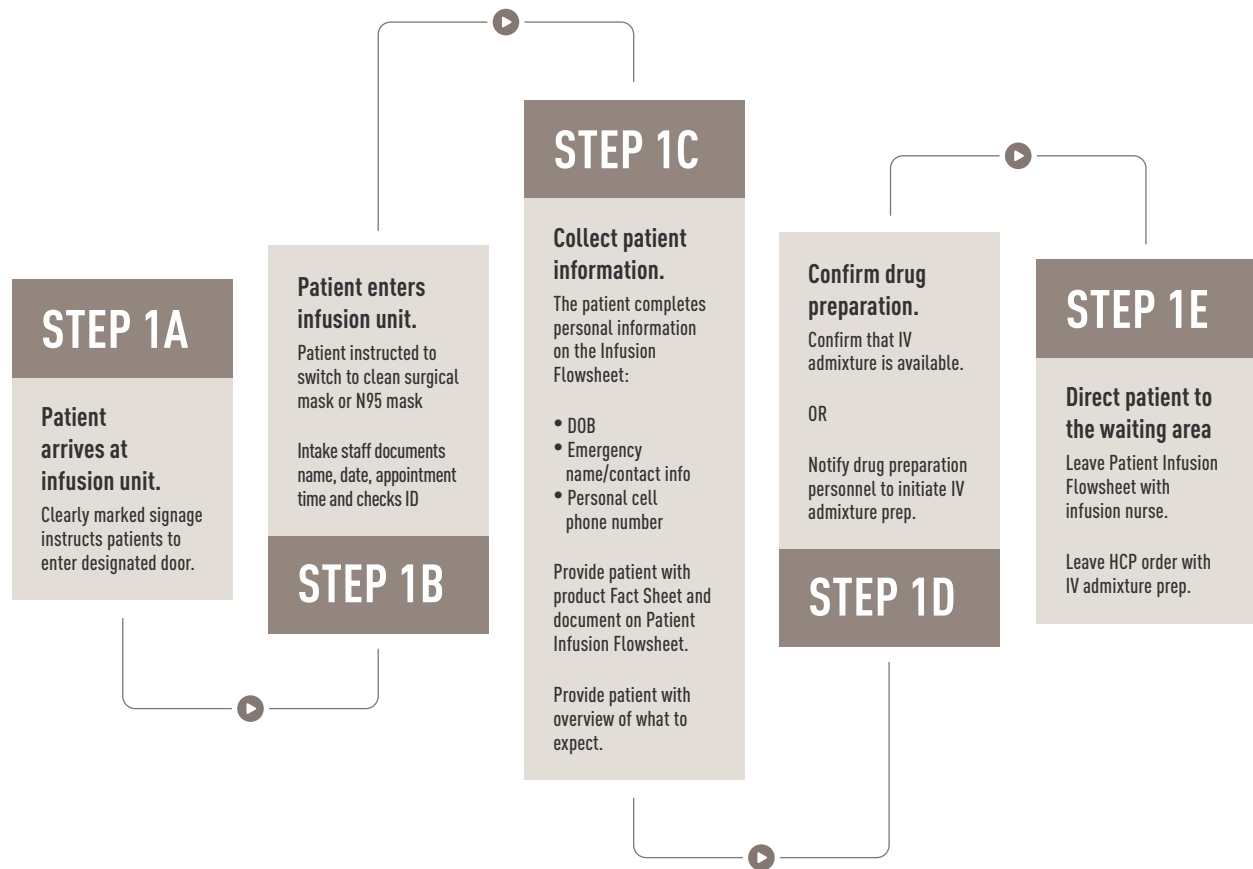 STEP 1A
Patient
arrives at
infusion unit.
Clearly marked signage
instructs patients to
enter designated door.
Patient enters
infusion unit.
Patient instructed to
switch to clean surgical
mask or N95 mask
Intake staff documents
name, date, appointment
time and checks ID
STEP 1B
STEP 1C
Collect patient
information.
The patient completes
personal information
on the Infusion
Flowsheet:
• DOB
• Emergency
name/contact info
• Personal cell
phone number
Provide patient with
product Fact Sheet and
document on Patient
Infusion Flowsheet.
Provide patient with
overview of what to
expect.
Confirm drug
preparation.
Confirm that IV
admixture is available.
OR
Notify drug preparation
personnel to initiate IV
admixture prep.
STEP 1D
STEP 1E
Direct patient to
the waiting area
Leave Patient Infusion
Flowsheet with
infusion nurse.
Leave HCP order with
IV admixture prep.